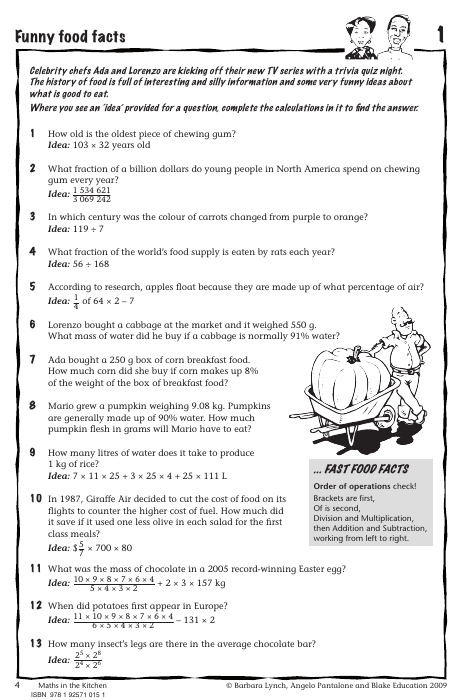 Funny food facts
1
Celebrity chefs Ada and Lorenzo are kicking off their new TV series with a trivia quiz night.
The history of food is full of interesting and silly information and some very funny ideas about
what is good to eat.
Where you see an 'idea' provided for a question, complete the calculations in it to find the answer.
1 How old is the oldest piece of chewing gum?
Idea: 103 × 32 years old
2 What fraction of a billion dollars do young people in North America spend on chewing
gum every year?
Idea: 1 534 621 / 3 069 242
3 In which century was the colour of carrots changed from purple to orange?
Idea: 119 ÷ 7
4 What fraction of the world's food supply is eaten by rats each year?
Idea: 56 ÷ 168
5 According to research, apples float because they are made up of what percentage of air?
Idea: 1/4 of 64 × 2 – 7
6 Lorenzo bought a cabbage at the market and it weighed 550 g.
What mass of water did he buy if a cabbage is normally 91% water?
7 Ada bought a 250 g box of corn breakfast food.
How much corn did she buy if corn makes up 8%
of the weight of the box of breakfast food?
8 Mario grew a pumpkin weighing 9.08 kg. Pumpkins
are generally made up of 90% water. How much
pumpkin flesh in grams will Mario have to eat?
9 How many litres of water does it take to produce
1 kg of rice?
Idea: 7 × 11 × 25 + 3 × 25 × 4 + 25 × 111 L
10 In 1987, Giraffe Air decided to cut the cost of food on its
flights to counter the higher cost of fuel. How much did
it save if it used one less olive in each salad for the first
class meals?
Idea: $5/7 × 700 × 80
... FAST FOOD FACTS
Order of operations check!
Brackets are first,
Of is second,
Division and Multiplication,
then Addition and Subtraction,
working from left to right.
11 What was the mass of chocolate in a 2005 record-winning Easter egg?
Idea: 10 × 9 × 8 × 7 × 6 × 4 / 5 × 4 × 3 × 2 + 2 × 3 × 157 kg
12 When did potatoes first appear in Europe?
Idea: 11 × 10 × 9 × 8 × 7 × 6 × 4 / 6 × 5 × 4 × 3 × 2 – 131 × 2
13 How many insect's legs are there in the average chocolate bar?
Idea: 2⁵ × 2⁸ / 2⁴ × 2⁶
4 Maths in the Kitchen
ISBN 978 1 92571 015 1
© Barbara Lynch, Angelo Pantalone and Blake Education 2009